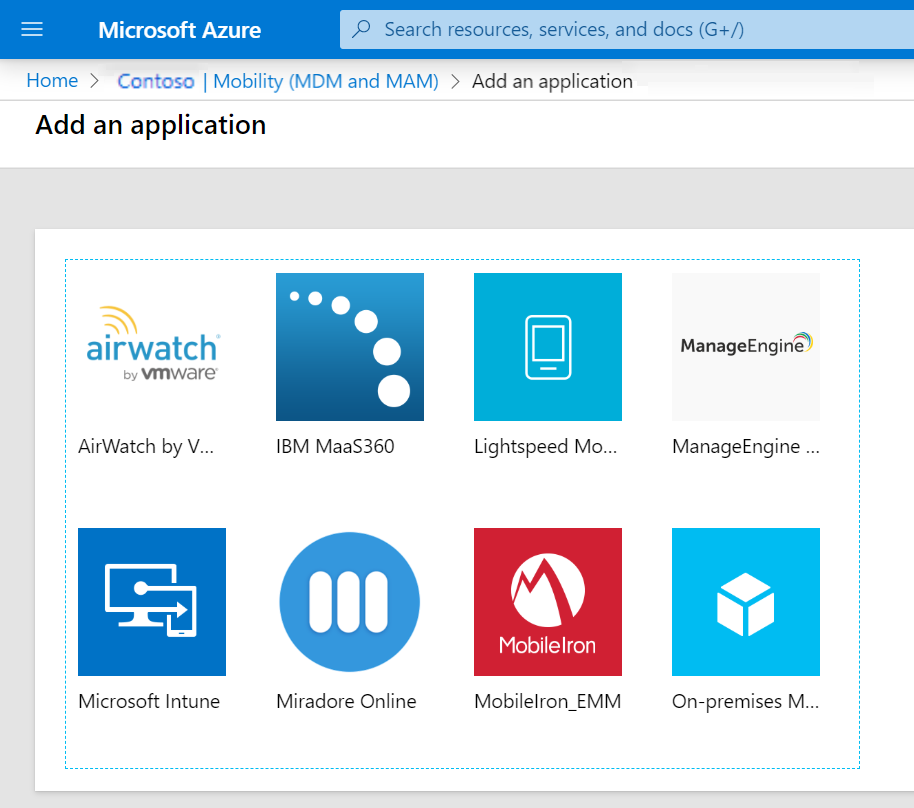 Microsoft Azure
Search resources, services, and docs (G+/)
Home > Contoso | Mobility (MDM and MAM) > Add an application
Add an application
airwatch®
by vmware®
ManageEngine
AirWatch by V...
IBM MaaS360
Lightspeed Mo...
ManageEngine ...
MobileIron
Microsoft Intune
Miradore Online
MobileIron_EMM
On-premises M...